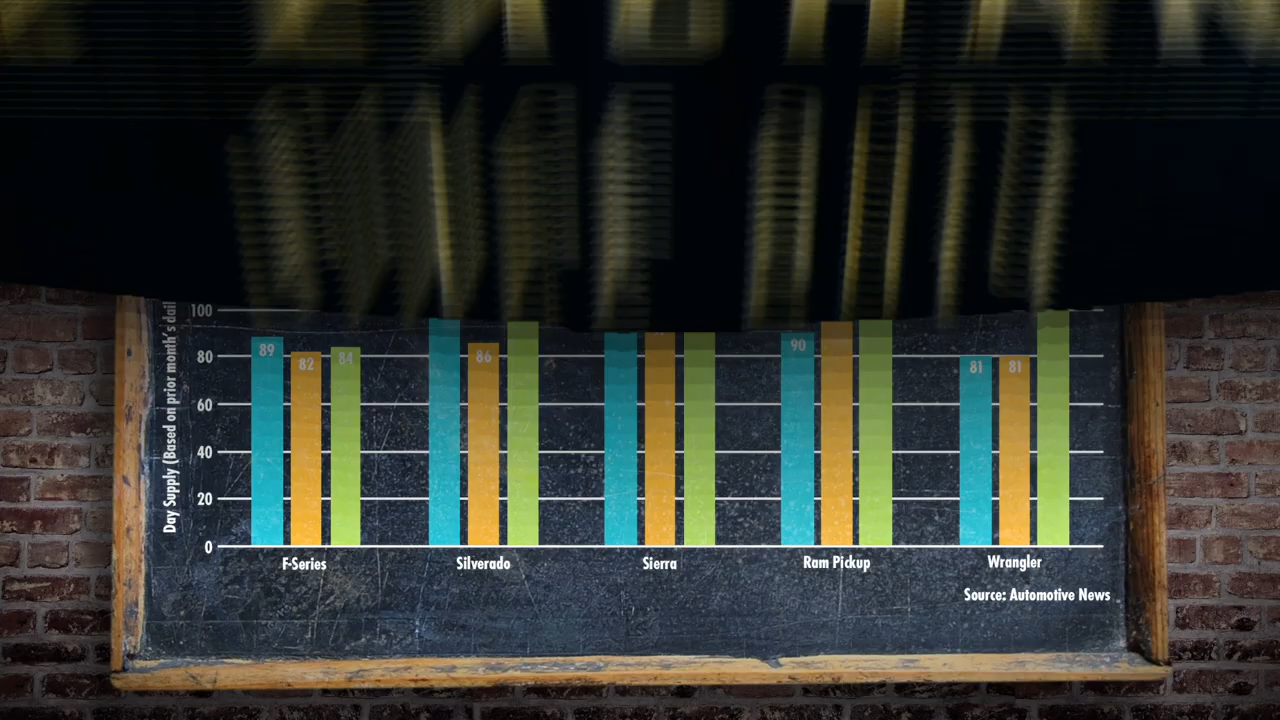 Day Supply (Based on prior month's
100
80
60
40
20
0
89
82
84
86
90
81
81
F-Series
Silverado
Sierra
Ram Pickup
Wrangler
Source: Automotive News